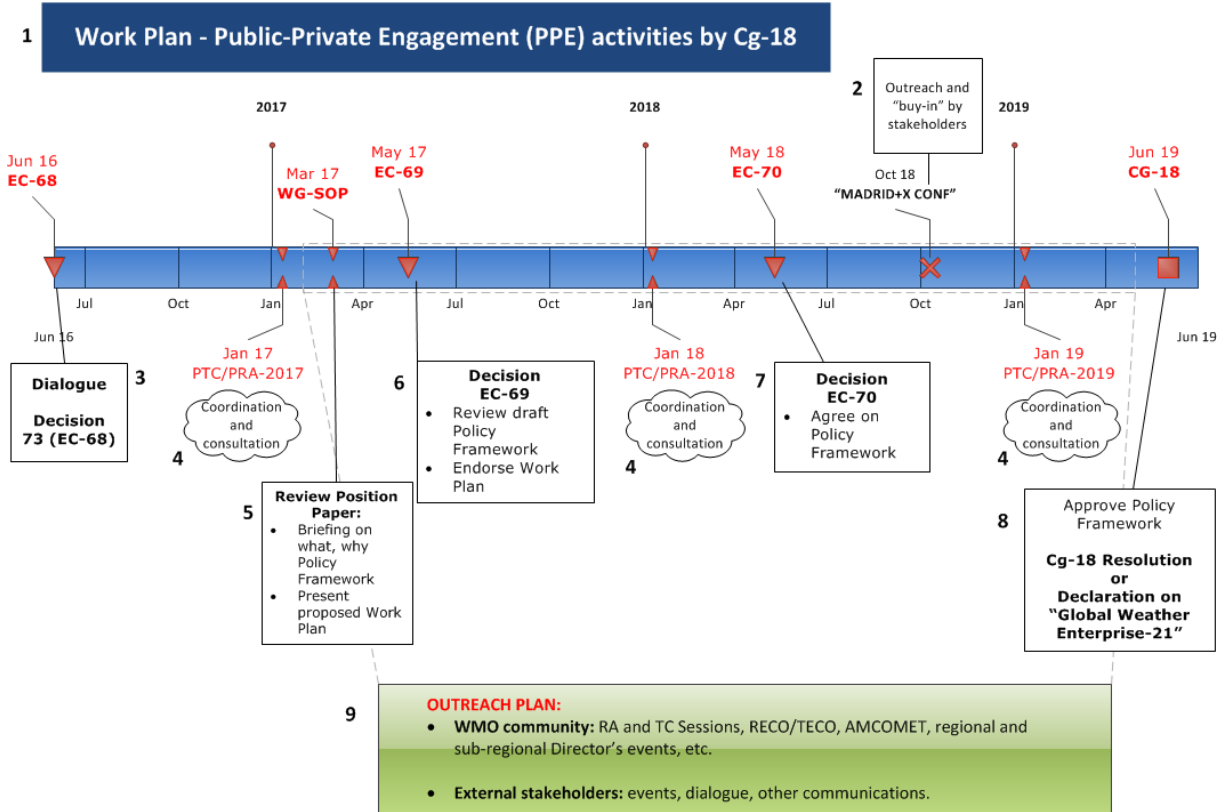 1
Work Plan - Public-Private Engagement (PPE) activities by Cg-18
2
Outreach and
“buy-in” by
stakeholders
2017
2018
2019
Jun 16
EC-68
Mar 17
WG-SOP
May 17
EC-69
May 18
EC-70
Oct 18
“MADRID+X CONF”
Jun 19
CG-18
Jul
Oct
Jan
Apr
Jul
Oct
Jan
Apr
Jul
Oct
Jan
Apr
Jun 16
Jun 19
Dialogue
Decision
73 (EC-68)
3
Jan 17
PTC/PRA-2017
Coordination
and
consultation
4
5
Review Position
Paper:
• Briefing on
what, why
Policy
Framework
• Present
proposed Work
Plan
6
Decision
EC-69
• Review draft
Policy
Framework
• Endorse Work
Plan
Jan 18
PTC/PRA-2018
Coordination
and
consultation
4
7
Decision
EC-70
• Agree on
Policy
Framework
Jan 19
PTC/PRA-2019
Coordination
and
consultation
4
8
Approve Policy
Framework
Cg-18 Resolution
or
Declaration on
“Global Weather
Enterprise-21”
9
OUTREACH PLAN:
• WMO community: RA and TC Sessions, RECO/TECO, AMCOMET, regional and
sub-regional Director’s events, etc.
• External stakeholders: events, dialogue, other communications.